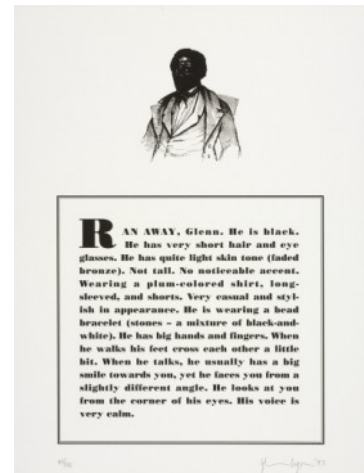 RAN AWAY, Glenn. He is black.
He has very short hair and eye
glasses. He has quite light skin tone (faded
bronze). Not tall. No noticeable accent.
Wearing a plum-colored shirt, long-
sleeved, and shorts. Very casual and styl-
ish in appearance. He is wearing a bead
bracelet (stones – a mixture of black-and-
white). He has big hands and fingers. When
he walks his feet cross each other a little
bit. When he talks, he usually has a big
smile towards you, yet he faces you from a
slightly different angle. He looks at you
from the corner of his eyes. His voice is
very calm.